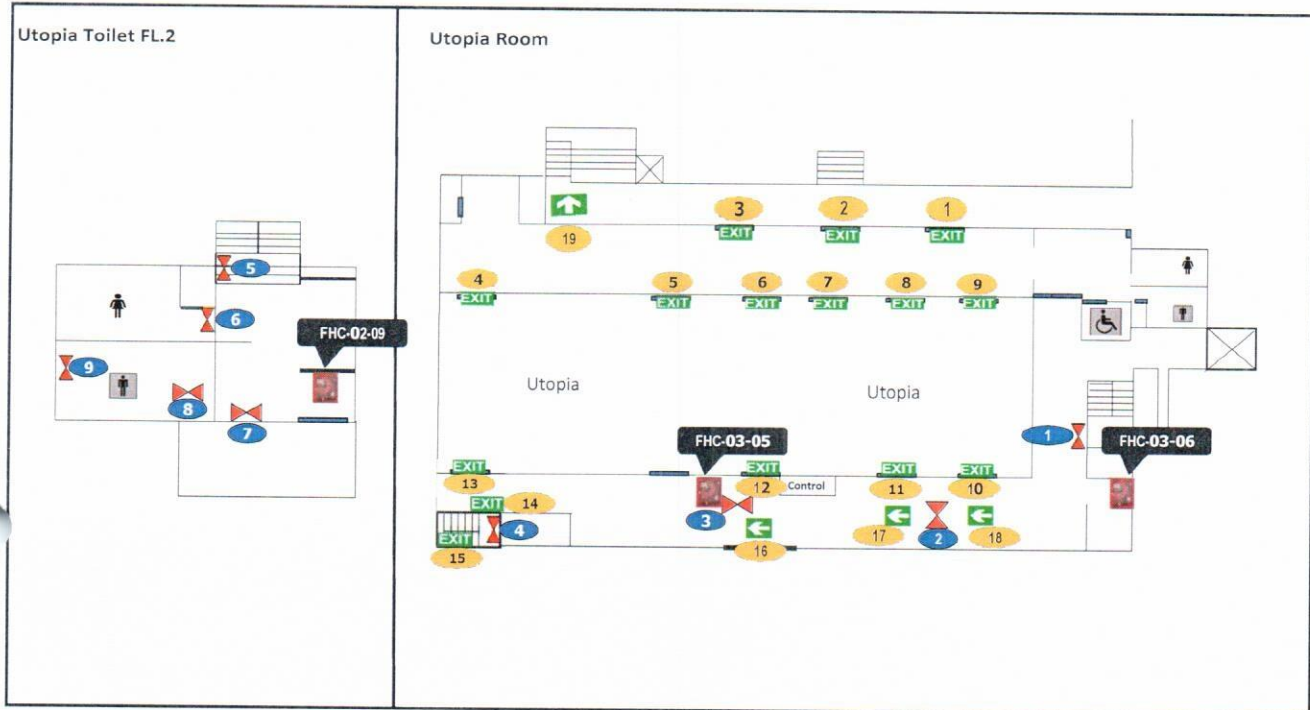 Utopia Toilet FL.2
5
6
FHC-02-09
9
8
7
Utopia Room
3
2
1
EXIT
EXIT
EXIT
19
4
5
6
7
8
9
EXIT
EXIT
EXIT
EXIT
EXIT
EXIT
Utopia
Utopia
1
FHC-03-05
FHC-03-06
EXIT
EXIT
EXIT
EXIT
13
12
Control
11
10
EXIT
14
3
4
17
2
18
EXIT
16
15